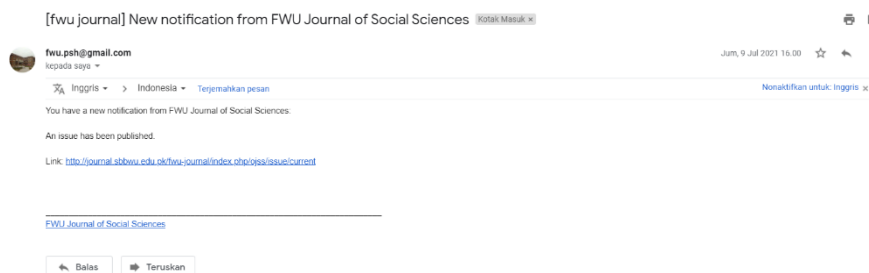 [fwu journal] New notification from FWU Journal of Social Sciences Kotak Masuk ×
fwu.psh@gmail.com Jum, 9 Jul 2021 16.00
kepada saya
Inggris > Indonesia Terjemahkan pesan Nonaktifkan untuk: Inggris ×
You have a new notification from FWU Journal of Social Sciences:
An issue has been published.
Link: http://journal.sbbwu.edu.pk/fwu-journal/index.php/ojss/issue/current
FWU Journal of Social Sciences
Balas Teruskan